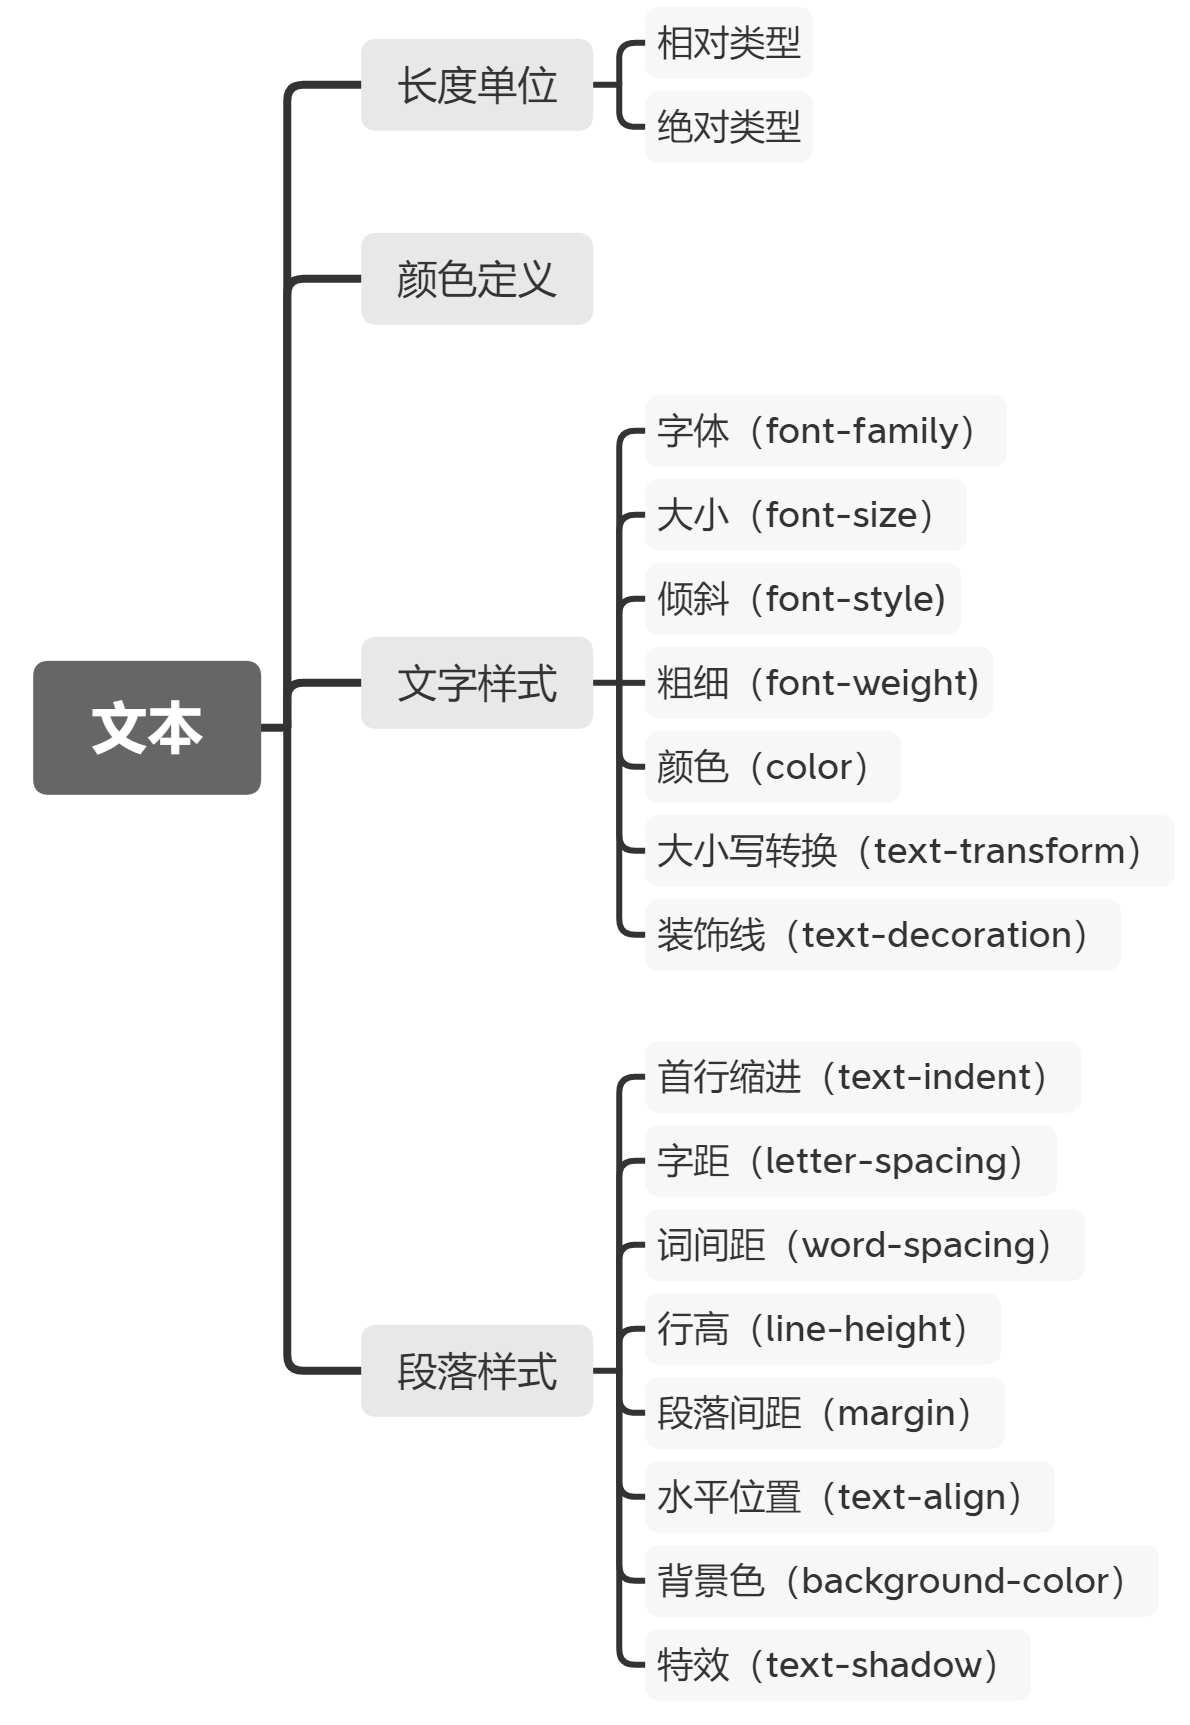 文本
长度单位
相对类型
绝对类型
颜色定义
文字样式
字体（font-family）
大小（font-size）
倾斜（font-style)
粗细（font-weight)
颜色（color）
大小写转换（text-transform）
装饰线（text-decoration）
段落样式
首行缩进（text-indent）
字距（letter-spacing）
词间距（word-spacing）
行高（line-height）
段落间距（margin）
水平位置（text-align）
背景色（background-color）
特效（text-shadow）